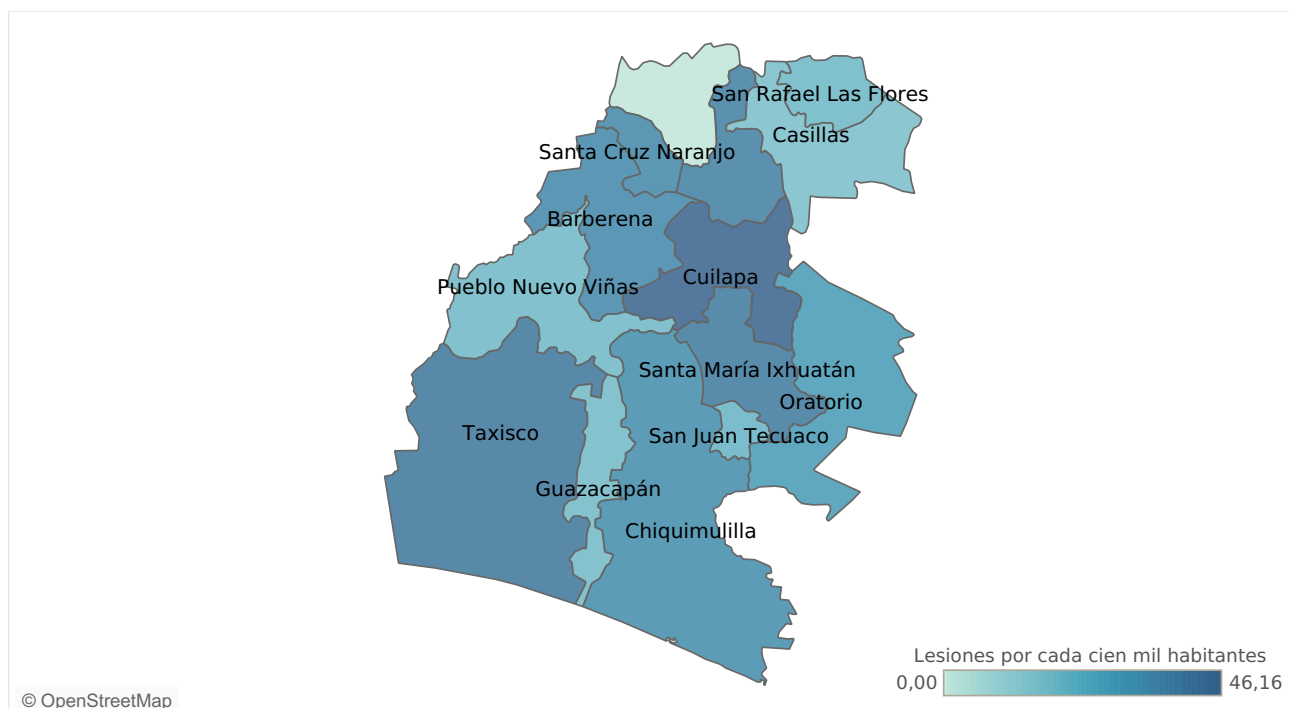 San Rafael Las Flores
Casillas
Santa Cruz Naranjo
Barberena
Cuilapa
Pueblo Nuevo Viñas
Santa María Ixhuatán
Oratorio
Taxisco
San Juan Tecuaco
Guazacapán
Chiquimulilla
Lesiones por cada cien mil habitantes
0,00 46,16
© OpenStreetMap